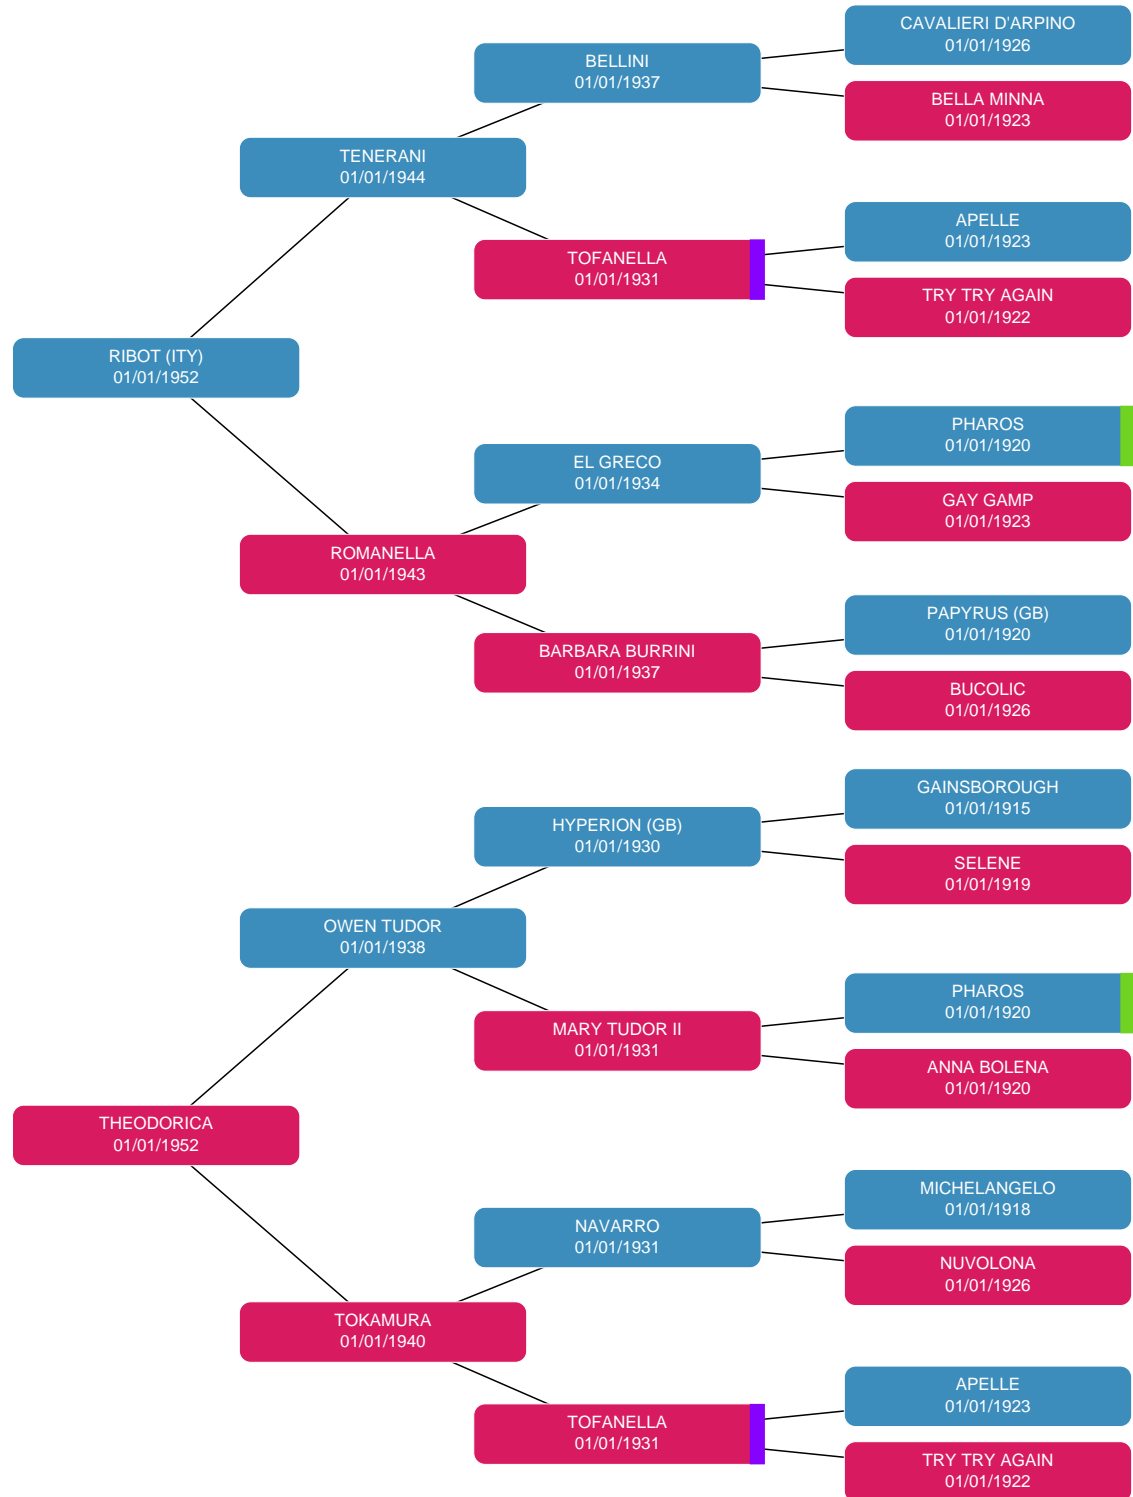 CAVALIERI D'ARPINO
01/01/1926
BELLINI
01/01/1937
BELLA MINNA
01/01/1923
TENERANI
01/01/1944
APELLE
01/01/1923
TOFANELLA
01/01/1931
TRY TRY AGAIN
01/01/1922
RIBOT (ITY)
01/01/1952
PHAROS
01/01/1920
EL GRECO
01/01/1934
GAY GAMP
01/01/1923
ROMANELLA
01/01/1943
PAPYRUS (GB)
01/01/1920
BARBARA BURRINI
01/01/1937
BUCOLIC
01/01/1926
GAINSBOROUGH
01/01/1915
HYPERION (GB)
01/01/1930
SELENE
01/01/1919
OWEN TUDOR
01/01/1938
PHAROS
01/01/1920
MARY TUDOR II
01/01/1931
ANNA BOLENA
01/01/1920
THEODORICA
01/01/1952
MICHELANGELO
01/01/1918
NAVARRO
01/01/1931
NUVOLONA
01/01/1926
TOKAMURA
01/01/1940
APELLE
01/01/1923
TOFANELLA
01/01/1931
TRY TRY AGAIN
01/01/1922